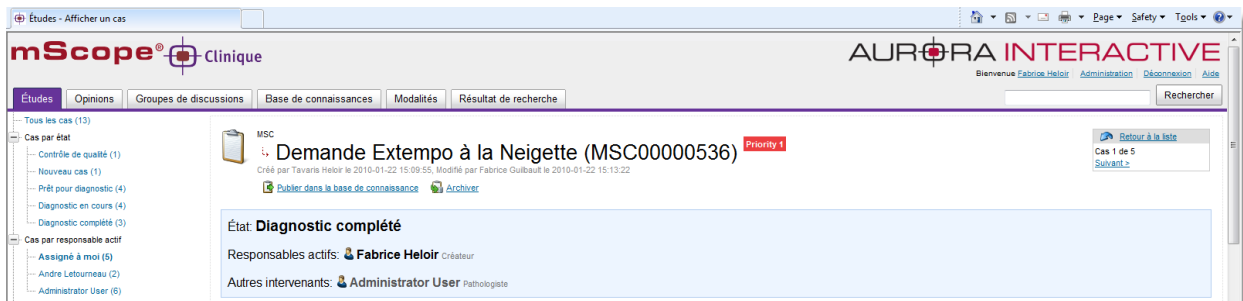 Études - Afficher un cas
Page Safety Tools
mScope® Clinique
AURORA INTERACTIVE
Bienvenue Fabrice Heloir Administration Déconnexion Aide
Études Opinions Groupes de discussions Base de connaissances Modalités Résultat de recherche
Rechercher
Tous les cas (13)
Cas par état
Contrôle de qualité (1)
Nouveau cas (1)
Prêt pour diagnostic (4)
Diagnostic en cours (4)
Diagnostic complété (3)
Cas par responsable actif
Assigné à moi (5)
Andre Letourneau (2)
Administrator User (6)
MSC
Demande Extempo à la Neigette (MSC00000536) Priority 1
Créé par Tavaris Heloir le 2010-01-22 15:09:55, Modifié par Fabrice Guilbault le 2010-01-22 15:13:22
Publier dans la base de connaissance Archiver
Retour à la liste
Cas 1 de 5
Suivant >
État: Diagnostic complété
Responsables actifs: Fabrice Heloir Créateur
Autres intervenants: Administrator User Pathologiste